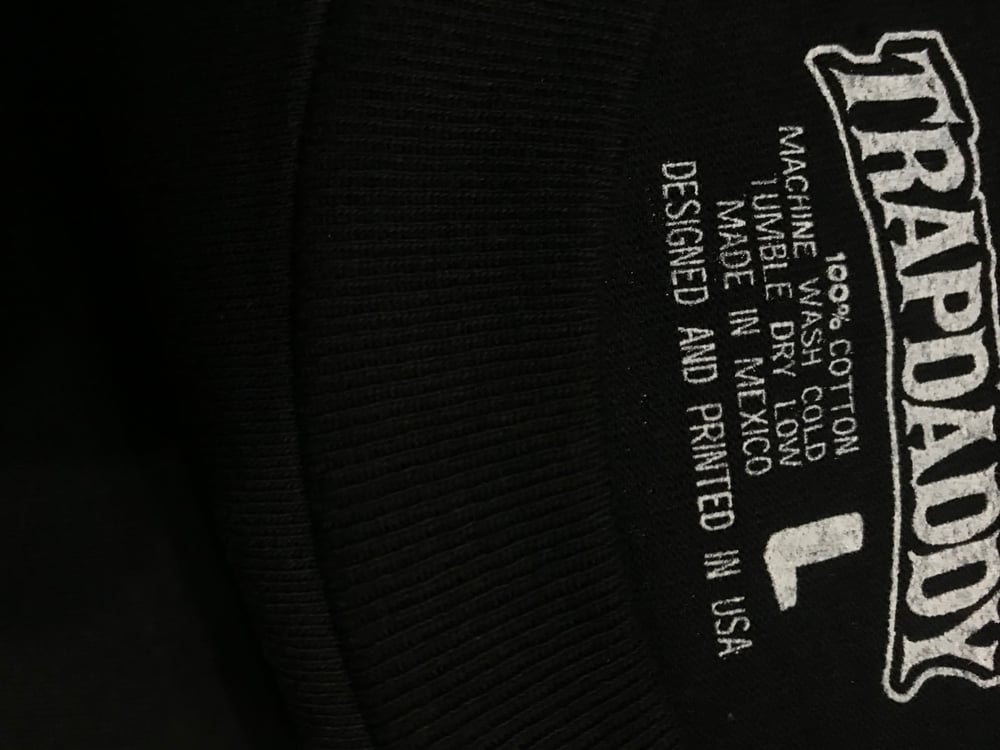 TRAPDADDY
100% COTTON
MACHINE WASH COLD
TUMBLE DRY LOW
MADE IN MEXICO
DESIGNED AND PRINTED IN USA
L